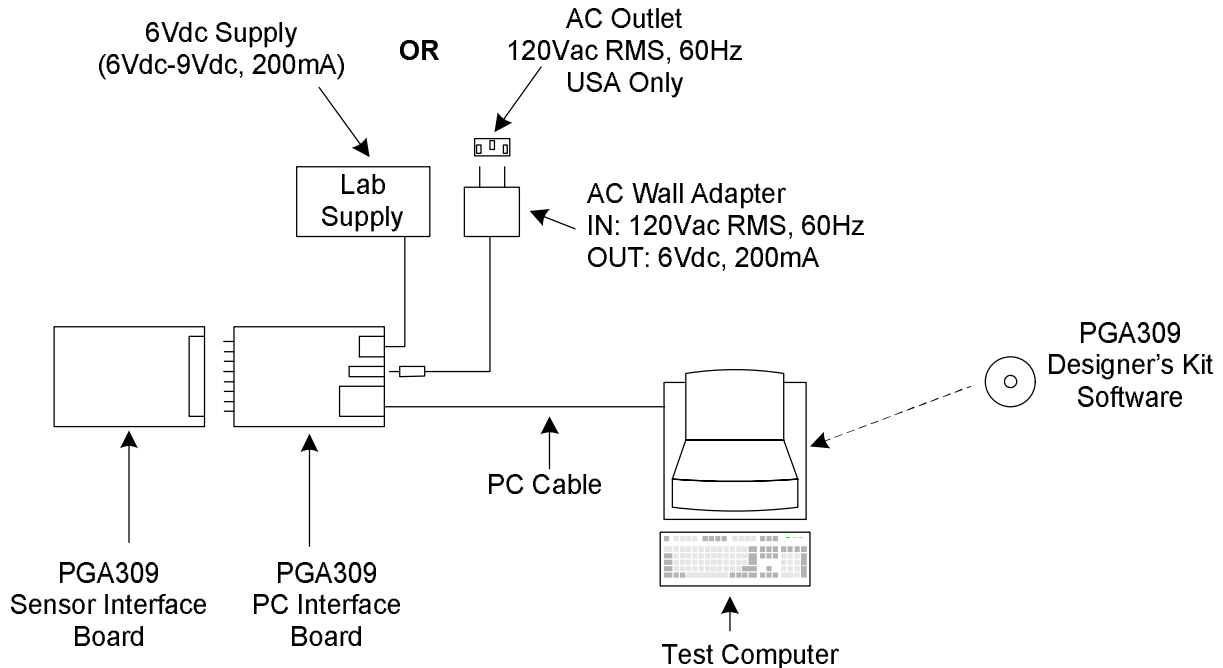 6Vdc Supply
(6Vdc-9Vdc, 200mA)
OR
AC Outlet
120Vac RMS, 60Hz
USA Only
Lab
Supply
AC Wall Adapter
IN: 120Vac RMS, 60Hz
OUT: 6Vdc, 200mA
PGA309
Designer's Kit
Software
PC Cable
PGA309
Sensor Interface
Board
PGA309
PC Interface
Board
Test Computer